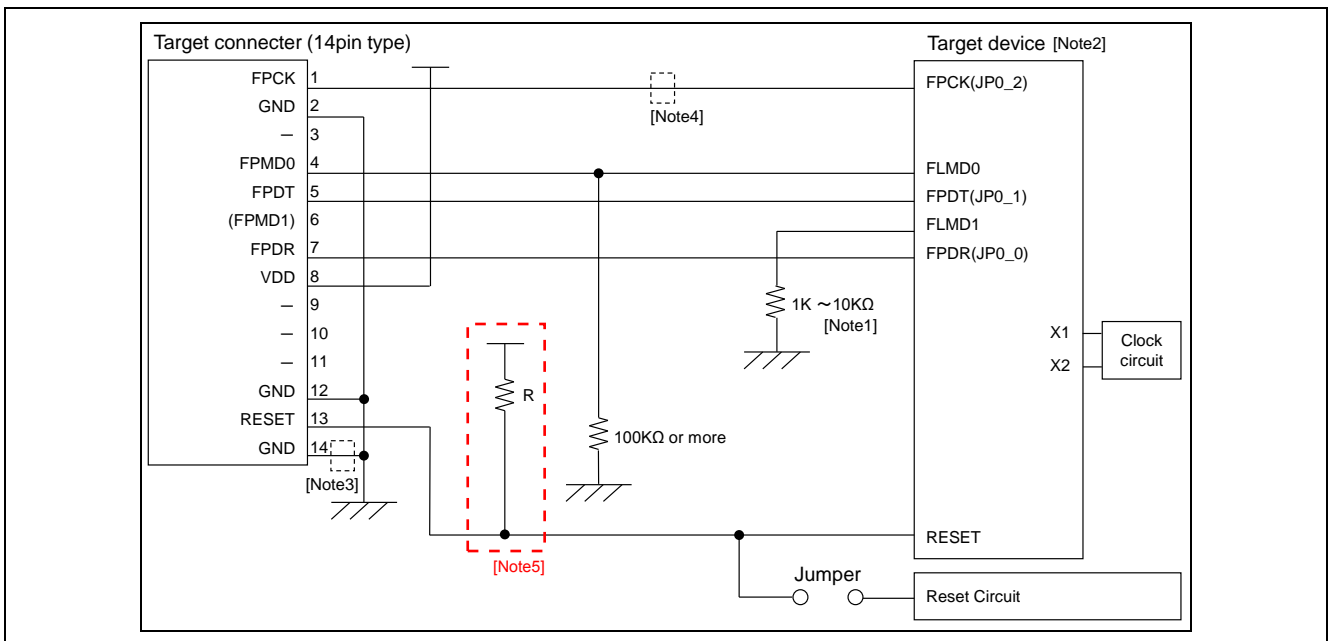 Target connecter (14pin type)
Target device [Note2]
FPCK 1
GND 2
– 3
FPMD0 4
FPDT 5
(FPMD1) 6
FPDR 7
VDD 8
– 9
– 10
– 11
GND 12
RESET 13
GND 14
[Note3]
[Note4]
FPCK(JP0_2)
FLMD0
FPDT(JP0_1)
FLMD1
FPDR(JP0_0)
1K ～10KΩ
[Note1]
X1
X2
Clock
circuit
R
100KΩ or more
[Note5]
RESET
Jumper
Reset Circuit